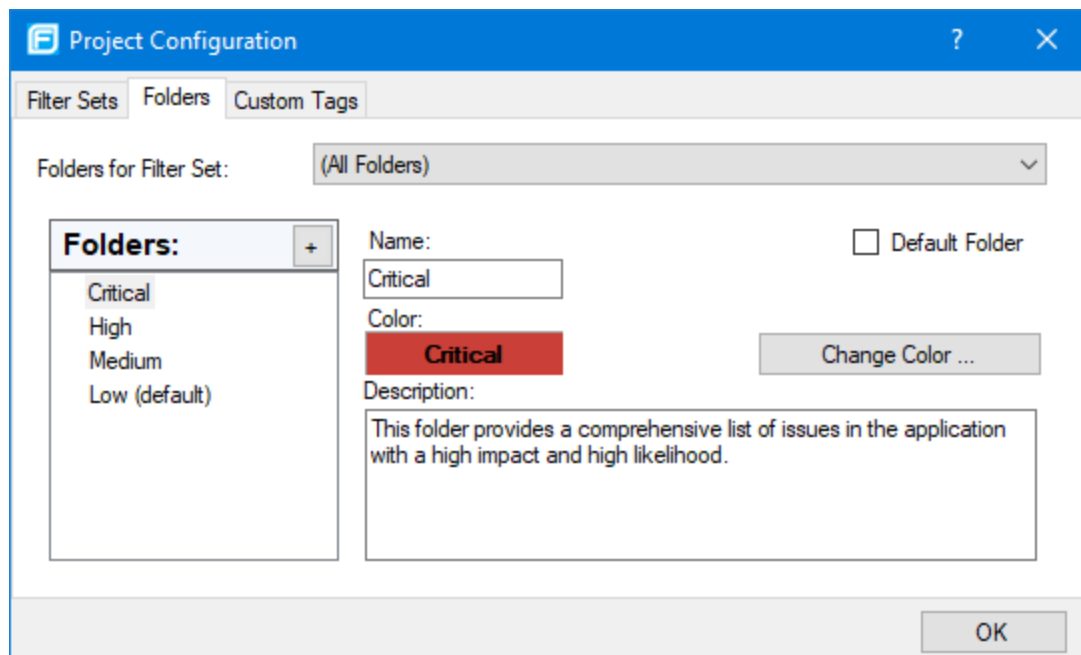 Project Configuration
?
Filter Sets
Folders
Custom Tags
Folders for Filter Set:
(All Folders)
Folders:
+
Critical
High
Medium
Low (default)
Name:
Default Folder
Critical
Color:
Critical
Change Color ...
Description:
This folder provides a comprehensive list of issues in the application
with a high impact and high likelihood.
OK